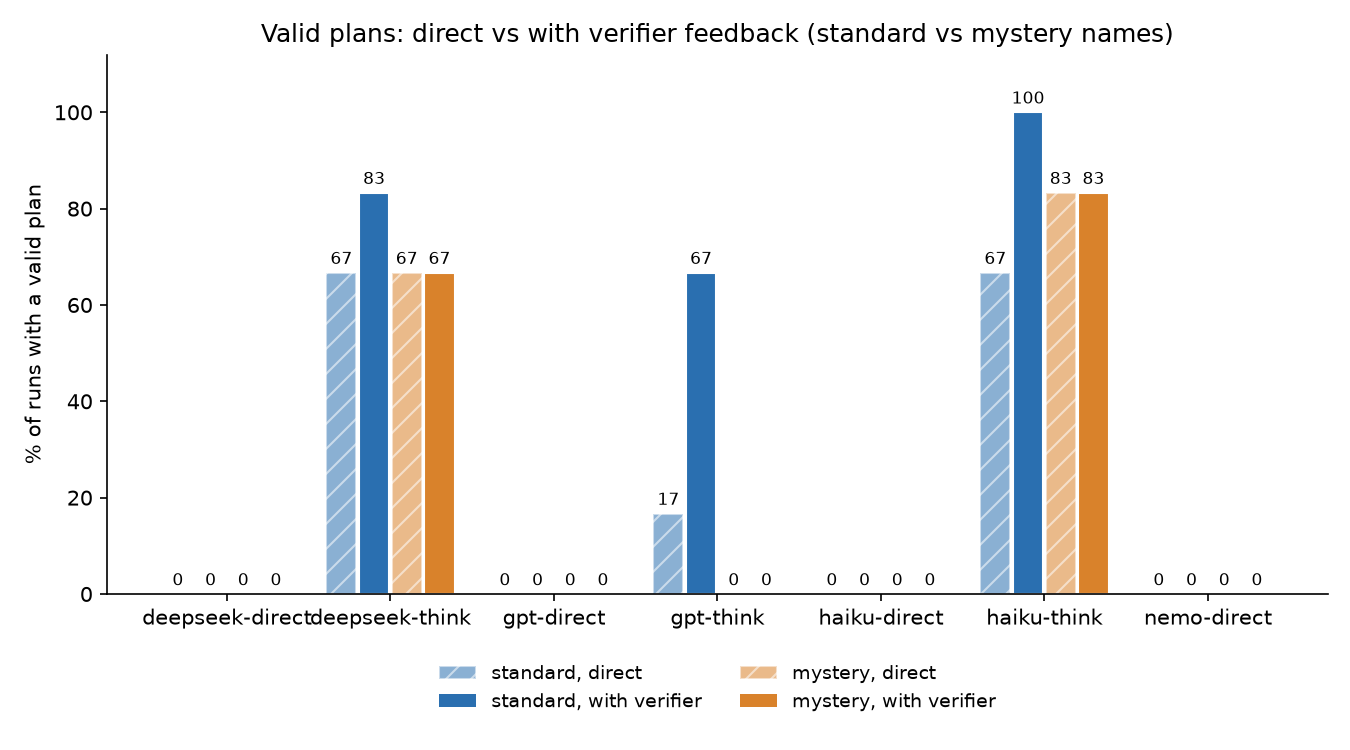 Valid plans: direct vs with verifier feedback (standard vs mystery names)
% of runs with a valid plan
100
80
60
40
20
0
0 0 0 0
67 83 67 67
0 0 0 0
17 67 0 0
0 0 0 0
67 100 83 83
0 0 0 0
deepseek-direct deepseek-think gpt-direct gpt-think haiku-direct haiku-think nemo-direct
standard, direct
standard, with verifier
mystery, direct
mystery, with verifier